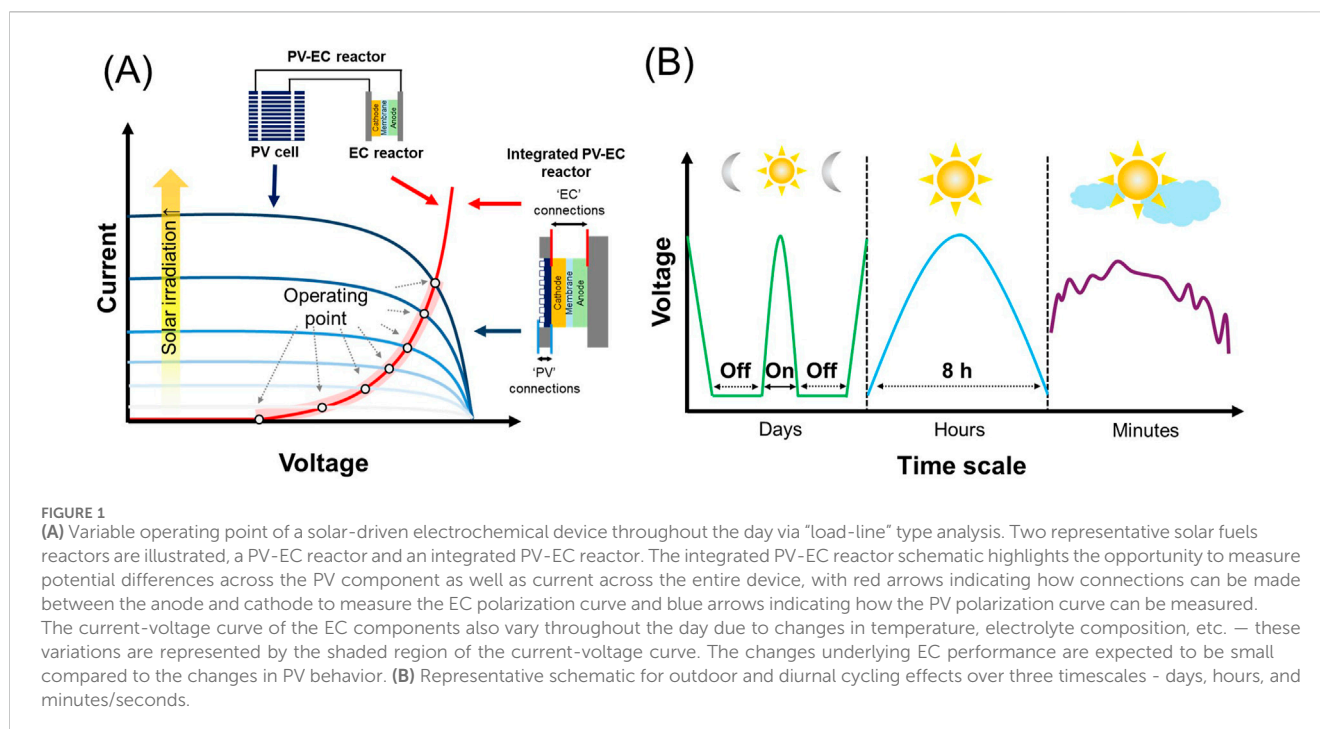 (A)
PV-EC reactor
Cathode
Membrane
Anode
PV cell
EC reactor
Integrated PV-EC
reactor
'EC'
connections
Cathode
Membrane
Anode
'PV'
connections
Solar irradiation ↑
Current
Operating
point
Voltage
(B)
Voltage
Off
On
Off
8 h
Days
Hours
Minutes
Time scale
FIGURE 1
(A) Variable operating point of a solar-driven electrochemical device throughout the day via “load-line” type analysis. Two representative solar fuels
reactors are illustrated, a PV-EC reactor and an integrated PV-EC reactor. The integrated PV-EC reactor schematic highlights the opportunity to measure
potential differences across the PV component as well as current across the entire device, with red arrows indicating how connections can be made
between the anode and cathode to measure the EC polarization curve and blue arrows indicating how the PV polarization curve can be measured.
The current-voltage curve of the EC components also vary throughout the day due to changes in temperature, electrolyte composition, etc. — these
variations are represented by the shaded region of the current-voltage curve. The changes underlying EC performance are expected to be small
compared to the changes in PV behavior. (B) Representative schematic for outdoor and diurnal cycling effects over three timescales - days, hours, and
minutes/seconds.